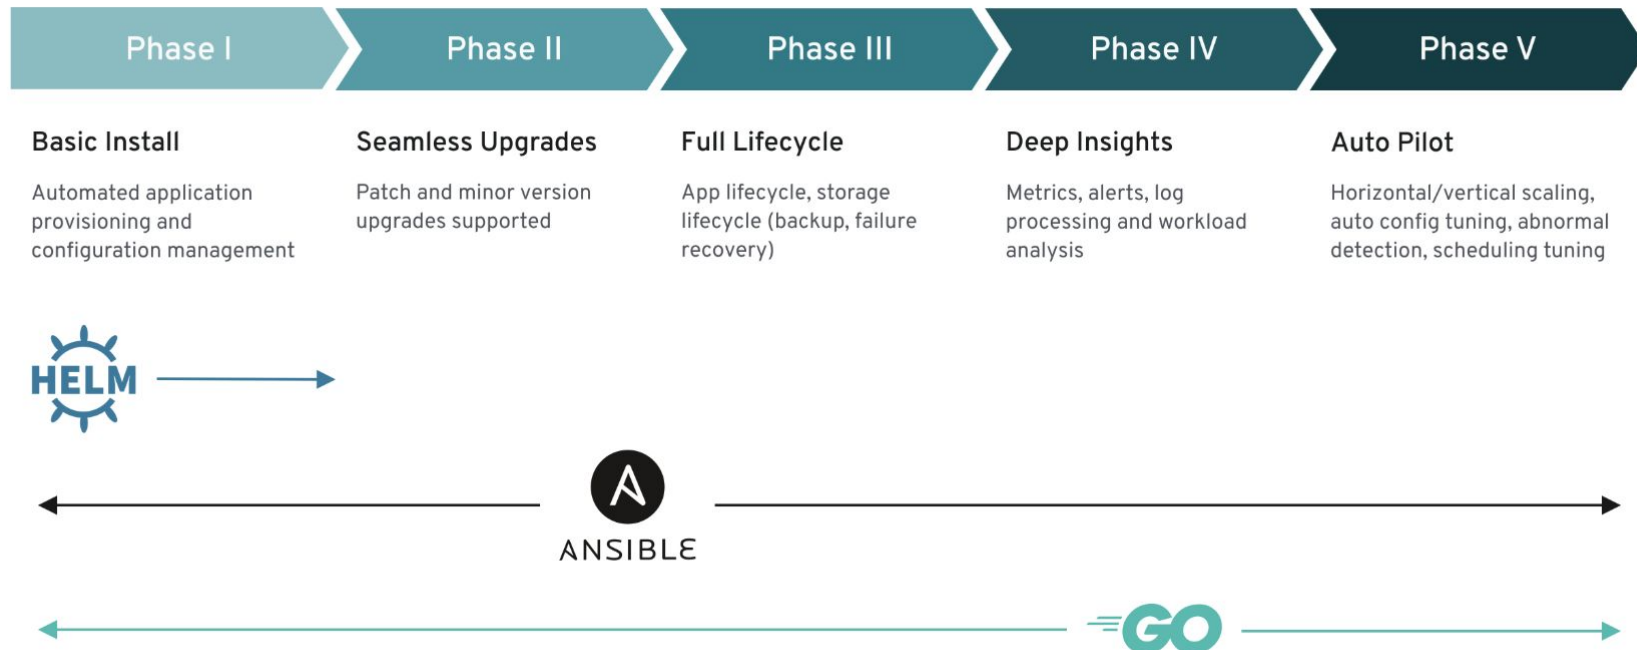 Phase I
Phase II
Phase III
Phase IV
Phase V
Basic Install
Automated application
provisioning and
configuration management
Seamless Upgrades
Patch and minor version
upgrades supported
Full Lifecycle
App lifecycle, storage
lifecycle (backup, failure
recovery)
Deep Insights
Metrics, alerts, log
processing and workload
analysis
Auto Pilot
Horizontal/vertical scaling,
auto config tuning, abnormal
detection, scheduling tuning
HELM
A
ANSIBLE
GO